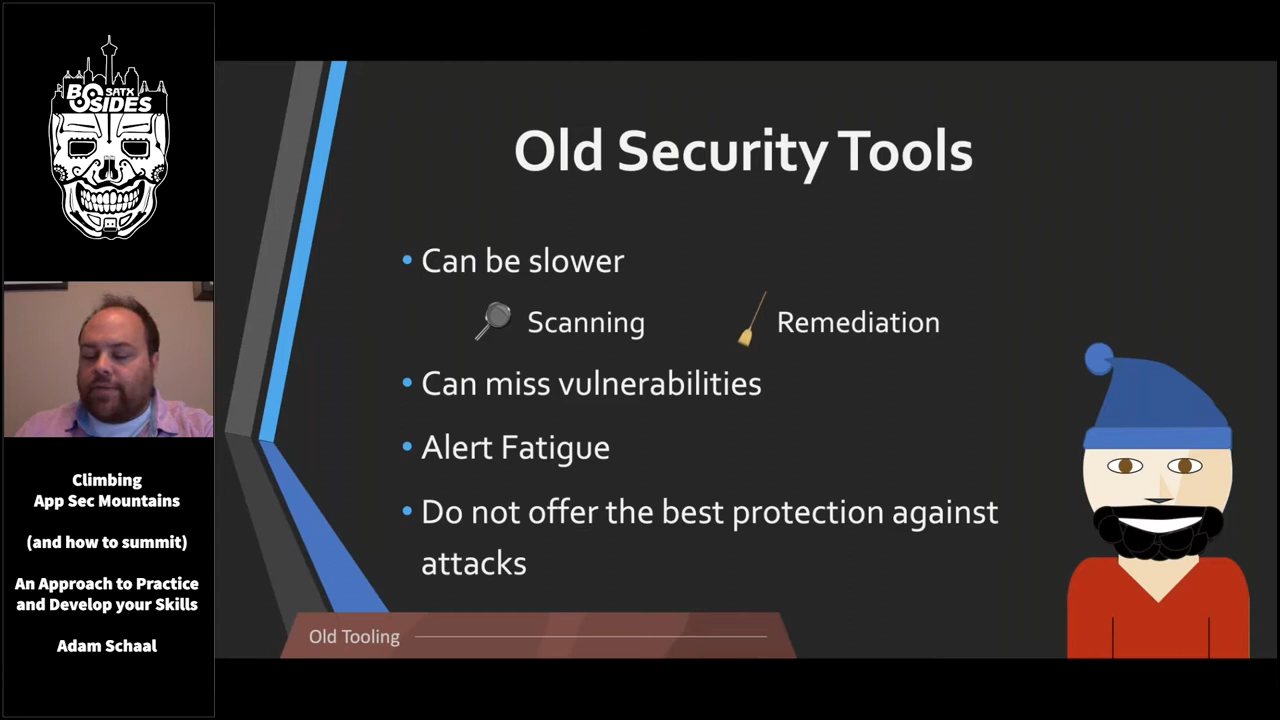 BSIDES
SATX
Climbing
App Sec Mountains
(and how to summit)
An Approach to Practice
and Develop your Skills
Adam Schaal
Old Security Tools
• Can be slower
Scanning
Remediation
• Can miss vulnerabilities
• Alert Fatigue
• Do not offer the best protection against
attacks
Old Tooling